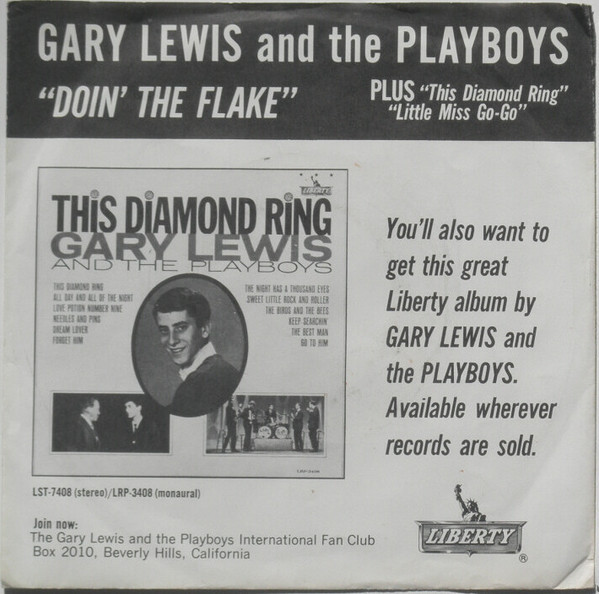 GARY LEWIS and the PLAYBOYS
“DOIN’ THE FLAKE”
PLUS “This Diamond Ring”
“Little Miss Go-Go”
LIBERTY
THiS DiAMOND RiNG
GARY LEWIS
AND THE PLAYBOYS
THIS DIAMOND RING
ALL DAY AND ALL OF THE NIGHT
LOVE POTION NUMBER NINE
NEEDLES AND PINS
DREAM LOVER
FORGET HIM
THE NIGHT HAS A THOUSAND EYES
SWEET LITTLE ROCK AND ROLLER
THE BIRDS AND THE BEES
KEEP SEARCHIN'
THE BEST MAN
GO TO HIM
LRP-3408
LST-7408 (stereo)/LRP-3408 (monaural)
You’ll also want to
get this great
Liberty album by
GARY LEWIS and
the PLAYBOYS.
Available wherever
records are sold.
Join now:
The Gary Lewis and the Playboys International Fan Club
Box 2010, Beverly Hills, California
LIBERTY
®